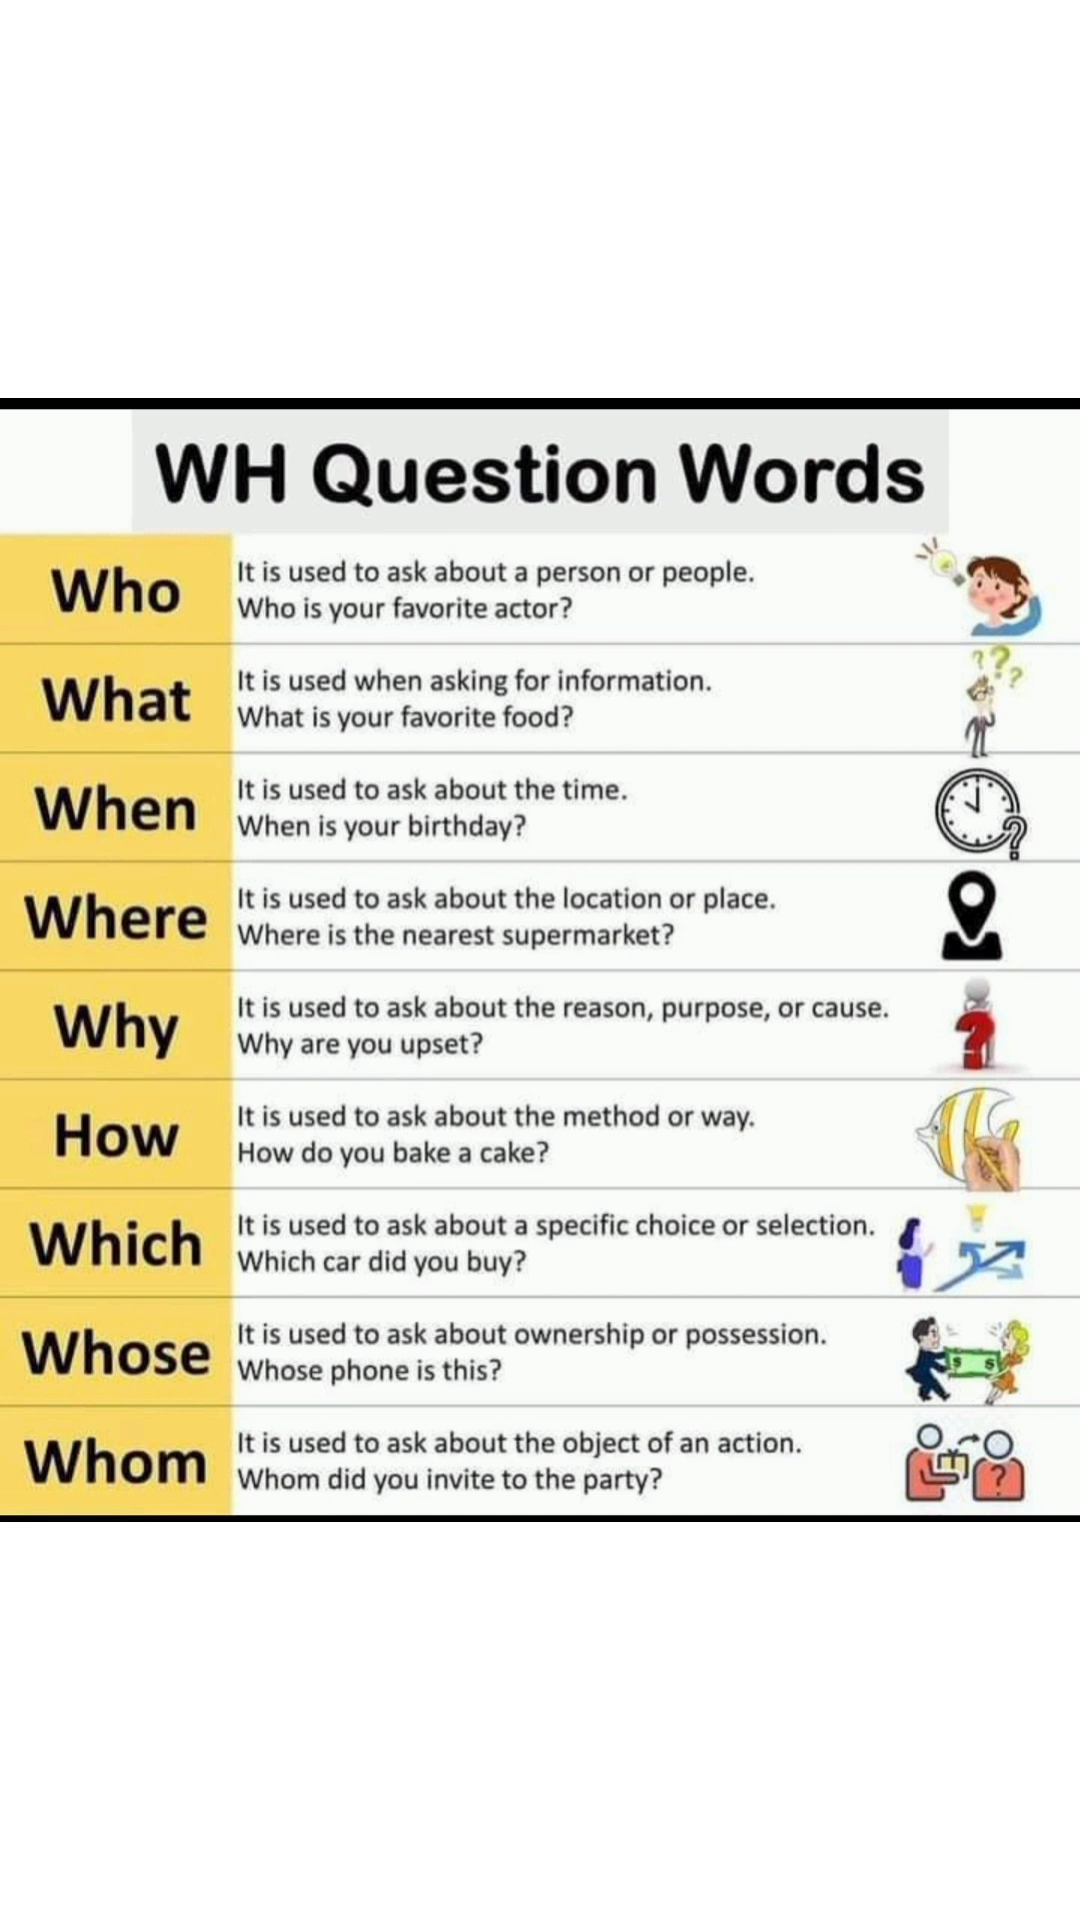 WH Question Words
Who
It is used to ask about a person or people.
Who is your favorite actor?
What
It is used when asking for information.
What is your favorite food?
When
It is used to ask about the time.
When is your birthday?
Where
It is used to ask about the location or place.
Where is the nearest supermarket?
Why
It is used to ask about the reason, purpose, or cause.
Why are you upset?
How
It is used to ask about the method or way.
How do you bake a cake?
Which
It is used to ask about a specific choice or selection.
Which car did you buy?
Whose
It is used to ask about ownership or possession.
Whose phone is this?
Whom
It is used to ask about the object of an action.
Whom did you invite to the party?